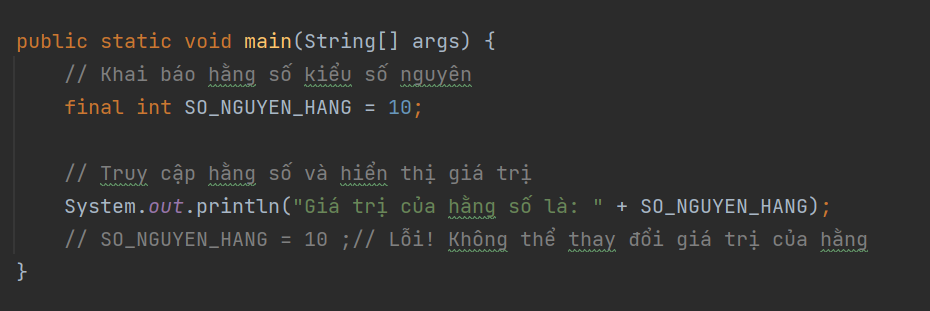 public static void main(String[] args) {
// Khai báo hằng số kiểu số nguyên
final int SO_NGUYEN_HANG = 10;
// Truy cập hằng số và hiển thị giá trị
System.out.println("Giá trị của hằng số là: " + SO_NGUYEN_HANG);
// SO_NGUYEN_HANG = 10 ;// Lỗi! Không thể thay đổi giá trị của hằng
}